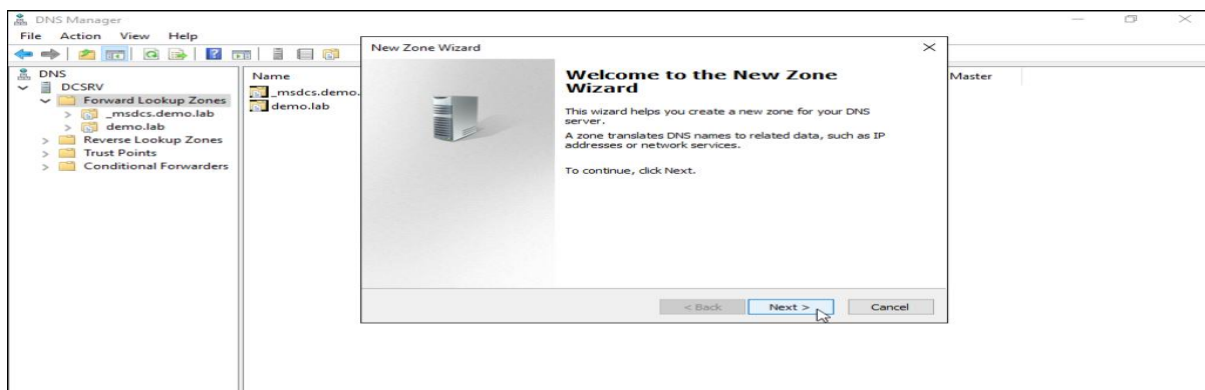 DNS Manager
File Action View Help
DNS
DCSRV
Forward Lookup Zones
_msdcs.demo.lab
demo.lab
Reverse Lookup Zones
Trust Points
Conditional Forwarders
Name
_msdcs.demo.
demo.lab
Master
New Zone Wizard
Welcome to the New Zone
Wizard
This wizard helps you create a new zone for your DNS
server.
A zone translates DNS names to related data, such as IP
addresses or network services.
To continue, click Next.
< Back Next > Cancel